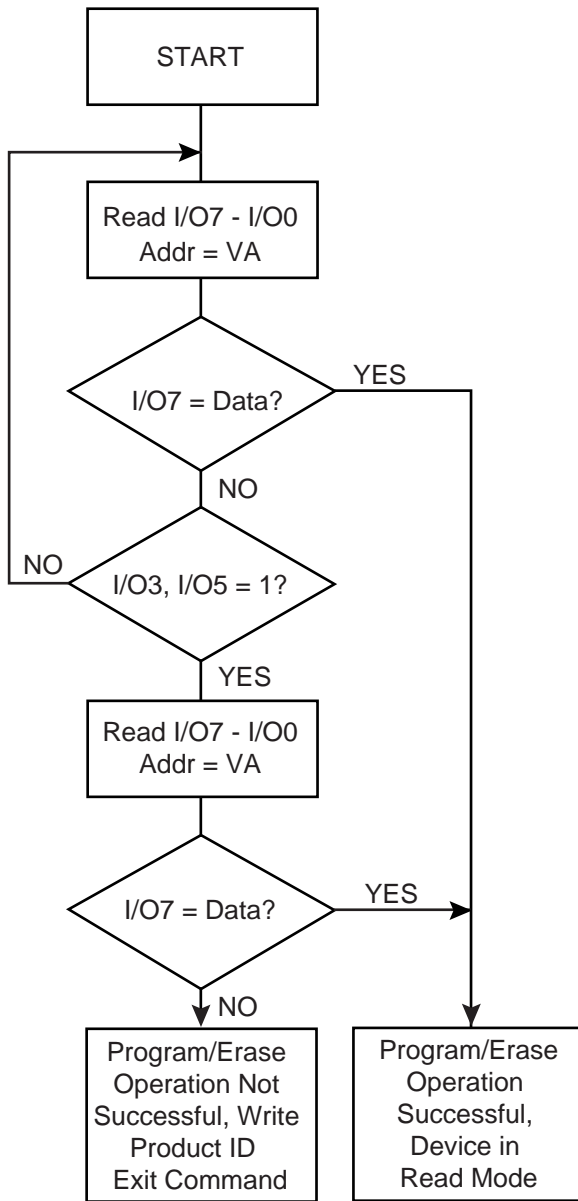 START
Read I/O7 - I/O0
Addr = VA
I/O7 = Data?
YES
NO
NO
I/O3, I/O5 = 1?
YES
Read I/O7 - I/O0
Addr = VA
I/O7 = Data?
YES
NO
Program/Erase
Operation Not
Successful, Write
Product ID
Exit Command
Program/Erase
Operation
Successful,
Device in
Read Mode